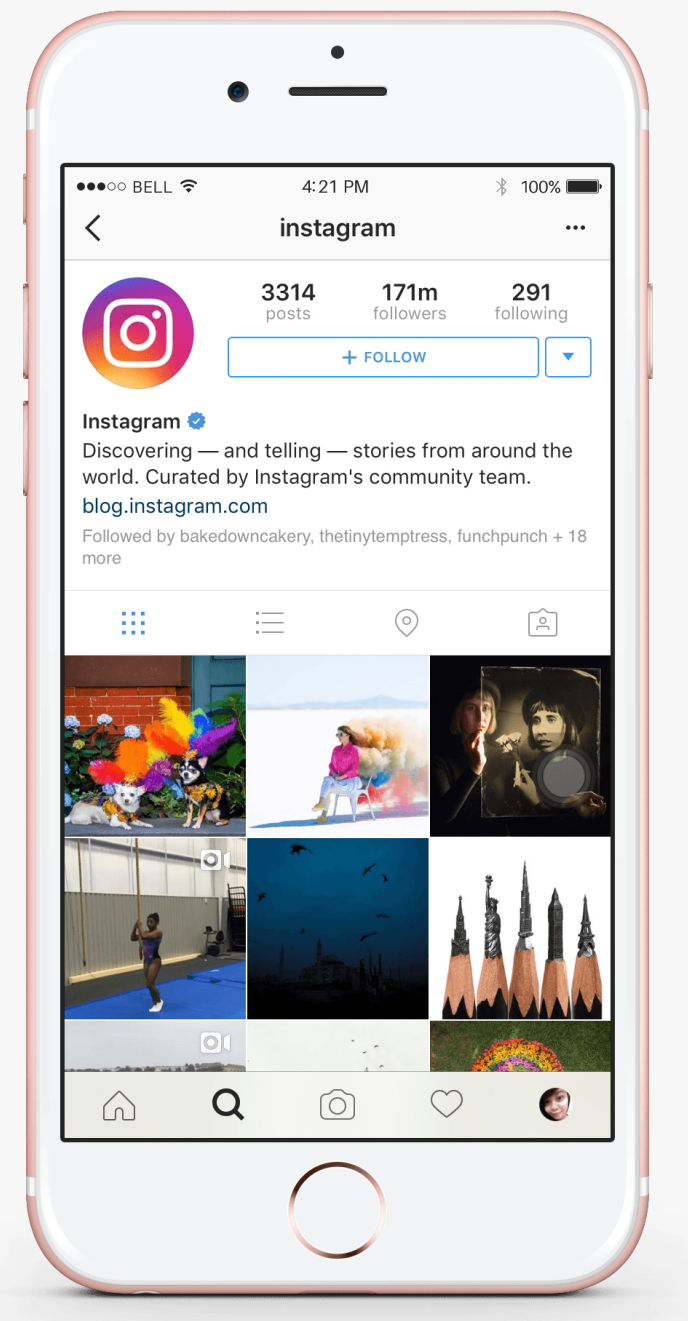 BELL 4:21 PM 100%
instagram
3314 171m 291
posts followers following
+ FOLLOW
Instagram
Discovering — and telling — stories from around the
world. Curated by Instagram's community team.
blog.instagram.com
Followed by bakedowncakery, thetinytemptress, funchpunch + 18
more